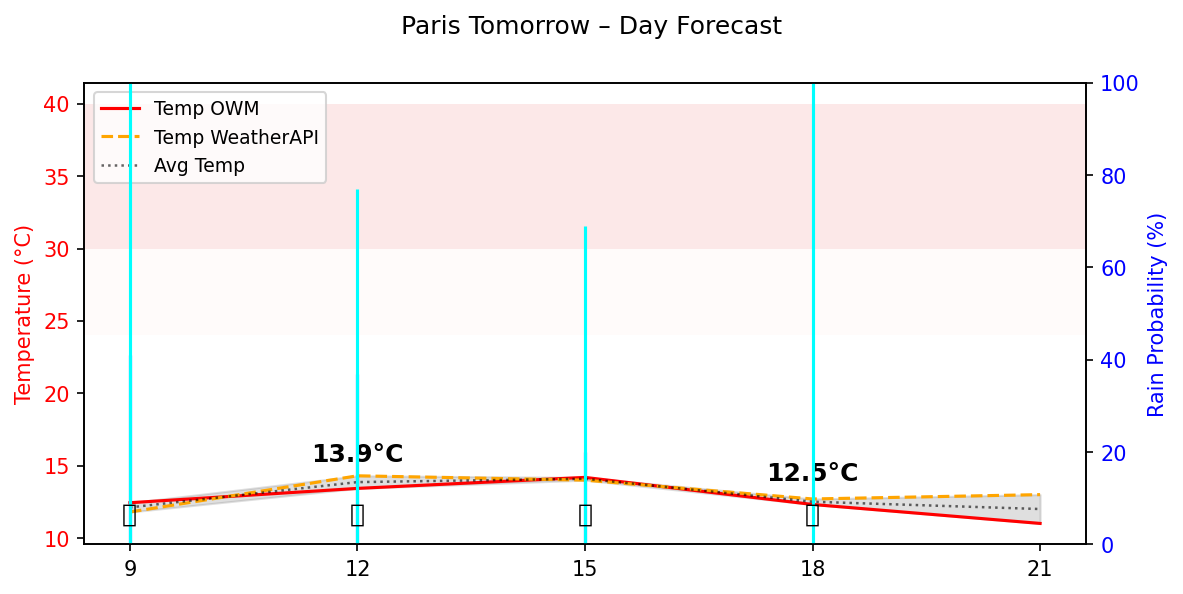 Paris Tomorrow – Day Forecast
Temp OWM
Temp WeatherAPI
Avg Temp
Temperature (°C)
40
35
30
25
20
15
10
Rain Probability (%)
100
80
60
40
20
0
13.9°C
12.5°C
9
12
15
18
21